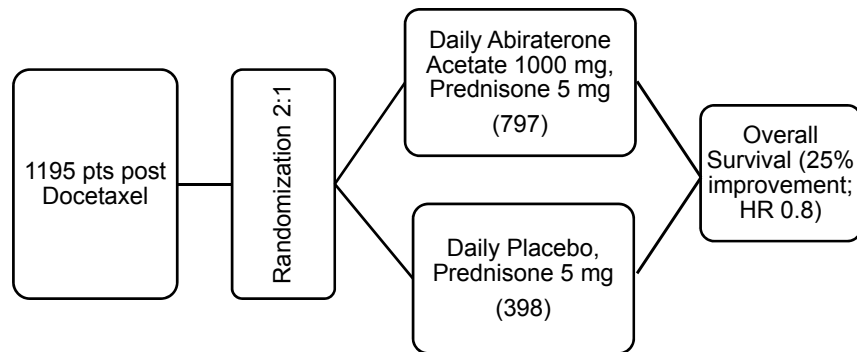 1195 pts post
Docetaxel
Randomization 2:1
Daily Abiraterone
Acetate 1000 mg,
Prednisone 5 mg
(797)
Daily Placebo,
Prednisone 5 mg
(398)
Overall
Survival (25%
improvement;
HR 0.8)